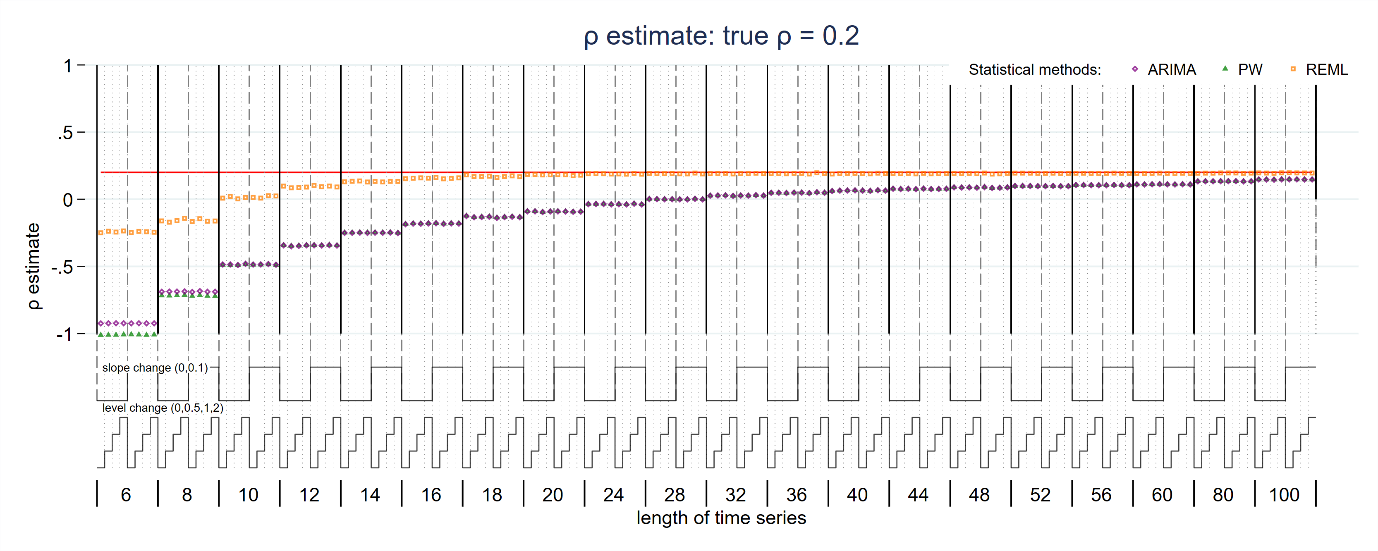 ρ estimate: true ρ = 0.2
Statistical methods: ARIMA PW REML
1
.5
0
-.5
-1
ρ estimate
slope change (0,0.1)
level change (0,0.5,1,2)
6 8 10 12 14 16 18 20 24 28 32 36 40 44 48 52 56 60 80 100
length of time series